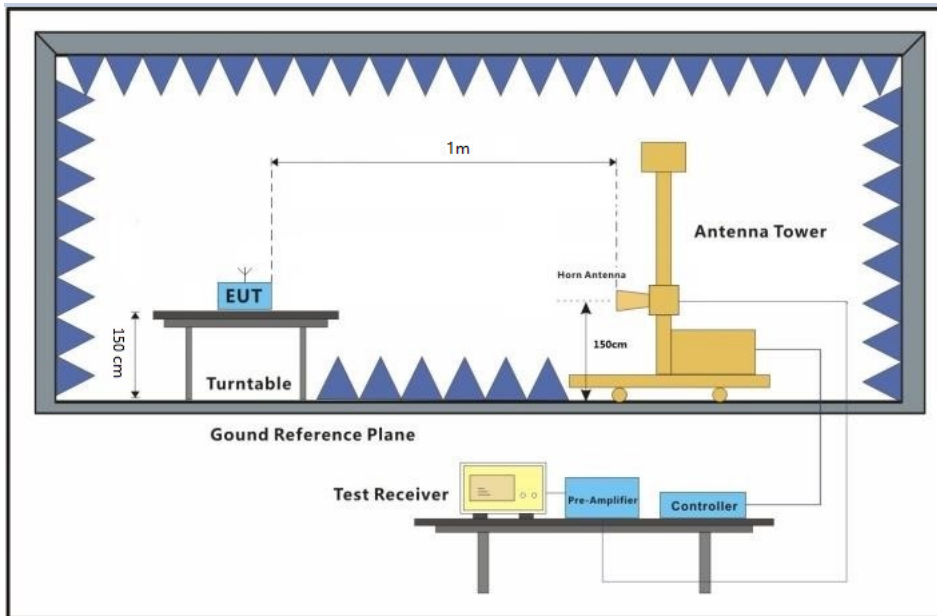 1m
Antenna Tower
Horn Antenna
EUT
150 cm
150cm
Turntable
Gound Reference Plane
Test Receiver
Pre-Amplifier
Controller